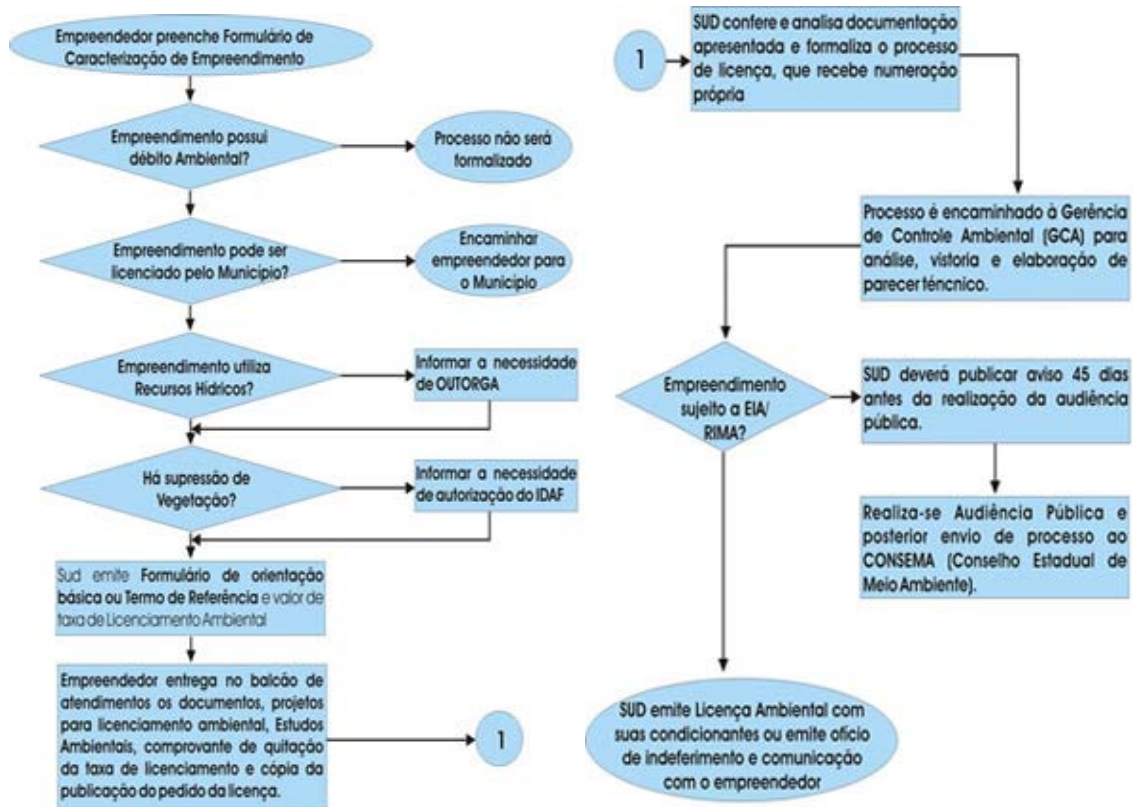 Empreendedor preenche Formulário de
Caracterização de Empreendimento
Empreendimento possui
débito Ambiental?
Processo não será
formalizado
Empreendimento pode ser
licenciado pelo Município?
Encaminhar
empreendedor para
o Município
Empreendimento utiliza
Recursos Hídricos?
Informar a necessidade
de OUTORGA
Há supressão de
Vegetação?
Informar a necessidade
de autorização do IDAF
Sud emite Formulário de orientação
básica ou Termo de Referência e valor de
taxa de Licenciamento Ambiental
Empreendedor entrega no balcão de
atendimentos os documentos, projetos
para licenciamento ambiental, Estudos
Ambientais, comprovante de quitação
da taxa de licenciamento e cópia da
publicação do pedido da licença.
1
1
SUD confere e analisa documentação
apresentada e formaliza o processo
de licença, que recebe numeração
própria
Processo é encaminhado à Gerência
de Controle Ambiental (GCA) para
análise, vistoria e elaboração de
parecer téncnico.
Empreendimento
sujeito a EIA/
RIMA?
SUD deverá publicar aviso 45 dias
antes da realização da audiência
pública.
Realiza-se Audiência Pública e
posterior envio de processo ao
CONSEMA (Conselho Estadual de
Meio Ambiente).
SUD emite Licença Ambiental com
suas condicionantes ou emite ofício
de indeferimento e comunicação
com o empreendedor